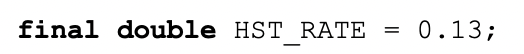 final double HST_RATE = 0.13;